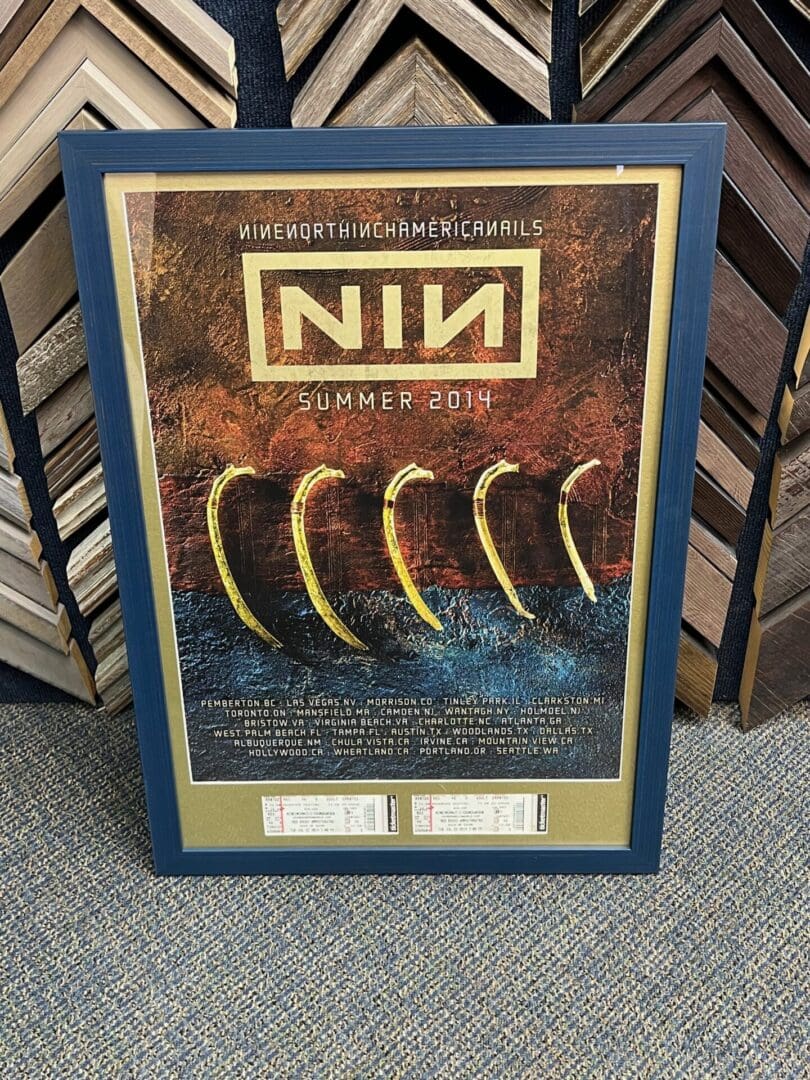 NINENORTHINCHAMERICANAILS
NIN
SUMMER 2014
PEMBERTON.BC · LAS VEGAS.NV · MORRISON.CO · TINLEY PARK.IL · CLARKSTON.MI
TORONTO.ON · MANSFIELD.MA · CAMDEN.NJ · WANTAGH.NY · HOLMDEL.NJ
BRISTOW.VA · VIRGINIA BEACH.VA · CHARLOTTE.NC · ATLANTA.GA
WEST PALM BEACH.FL · TAMPA.FL · AUSTIN.TX · WOODLANDS.TX · DALLAS.TX
ALBUQUERQUE.NM · CHULA VISTA.CA · IRVINE.CA · MOUNTAIN VIEW.CA
HOLLYWOOD.CA · WHEATLAND.CA · PORTLAND.OR · SEATTLE.WA